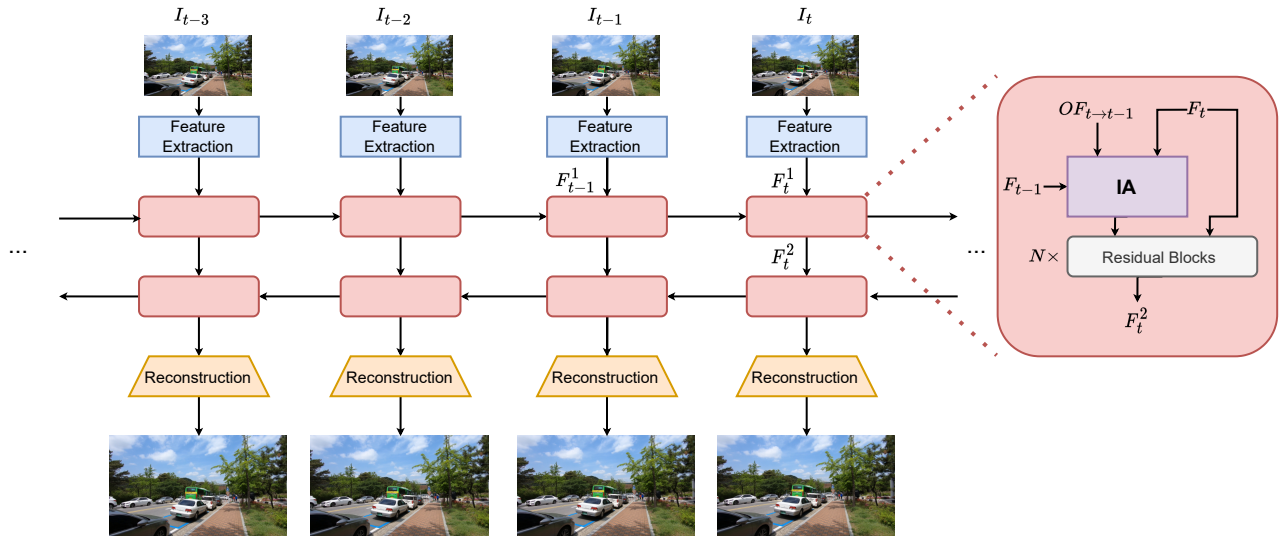 I_{t-3} I_{t-2} I_{t-1} I_t
Feature Extraction
Feature Extraction
Feature Extraction
Feature Extraction
F^1_{t-1} F^1_t
...
F^2_t
...
Reconstruction Reconstruction Reconstruction Reconstruction
OF_{t→t-1} F_t
F_{t-1} IA
N× Residual Blocks
F^2_t